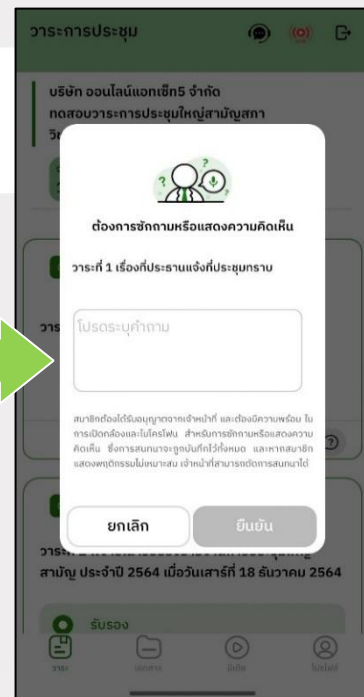 วาระการประชุม
บริษัท ออนไลน์แอทเซ็ท5 จำกัด
ทดสอบวาระการประชุมใหญ่สามัญสภา
ต้องการซักถามหรือแสดงความคิดเห็น
วาระที่ 1 เรื่องที่ประธานแจ้งที่ประชุมทราบ
โปรดระบุคำถาม
สมาชิกต้องได้รับอนุญาตจากเจ้าหน้าที่ และต้องมีความพร้อม ใน
การเปิดกล้องและไมโครโฟน สำหรับการซักถามหรือแสดงความ
คิดเห็น ซึ่งการสนทนาจะถูกบันทึกไว้ทั้งหมด และหากสมาชิก
แสดงพฤติกรรมไม่เหมาะสม เจ้าหน้าที่สามารถตัดการสนทนาได้
ยกเลิก
ยืนยัน
สามัญ ประจำปี 2564 เมื่อวันเสาร์ที่ 18 ธันวาคม 2564
รับรอง
วาระ
เอกสาร
มีเดีย
โปรไฟล์